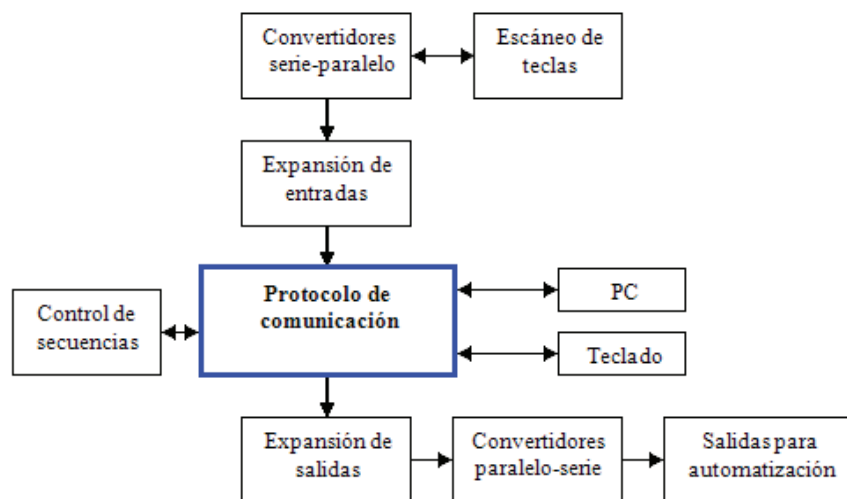 Convertidores
serie-paralelo
Escáneo de
teclas
Expansión de
entradas
Protocolo de
comunicación
PC
Control de
secuencias
Teclado
Expansión de
salidas
Convertidores
paralelo-serie
Salidas para
automatización